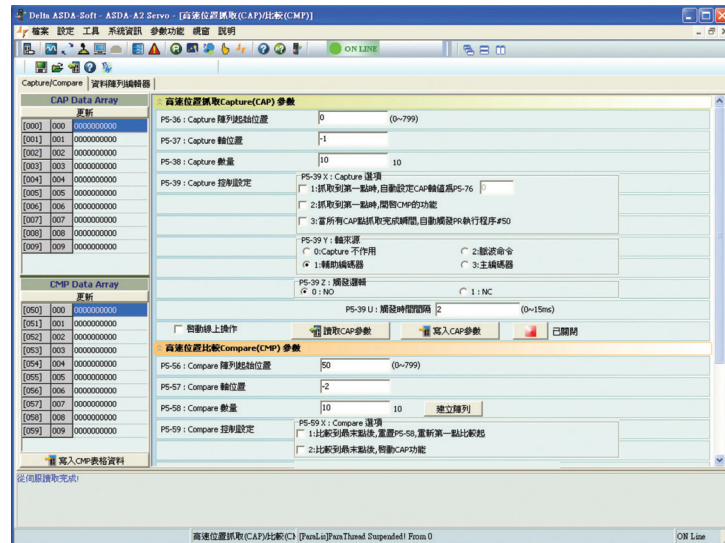 Delta ASDA-Soft - ASDA-A2 Servo - [高速位置抓取(CAP)/比較(CMP)]
檔案 設定 工具 系統資訊 參數功能 視窗 說明
ON LINE
Capture/Compare 資料陣列編輯器
CAP Data Array
更新
[000] 000 0000000000
[001] 001 0000000000
[002] 002 0000000000
[003] 003 0000000000
[004] 004 0000000000
[005] 005 0000000000
[006] 006 0000000000
[007] 007 0000000000
[008] 008 0000000000
[009] 009 0000000000
CMP Data Array
更新
[050] 000 0000000000
[051] 001 0000000000
[052] 002 0000000000
[053] 003 0000000000
[054] 004 0000000000
[055] 005 0000000000
[056] 006 0000000000
[057] 007 0000000000
[058] 008 0000000000
[059] 009 0000000000
寫入CMP表格資料
高速位置抓取Capture(CAP) 參數
P5-36 : Capture 陣列起始位置 0 (0~799)
P5-37 : Capture 軸位置 -1
P5-38 : Capture 數量 10 10
P5-39 : Capture 控制設定
P5-39 X : Capture 選項
1:抓取到第一點時,自動設定CAP軸值為P5-76 0
2:抓取到第一點時,開啓CMP的功能
3:當所有CAP點抓取完成瞬間,自動觸發PR執行程序#50
P5-39 Y : 軸來源
0:Capture 不作用 2:脈波命令
1:輔助編碼器 3:主編碼器
P5-39 Z : 觸發邏輯
0 : NO 1 : NC
P5-39 U : 觸發時間間隔 2 (0~15ms)
啓動線上操作 讀取CAP參數 寫入CAP參數 已關閉
高速位置比較Compare(CMP) 參數
P5-56 : Compare 陣列起始位置 50 (0~799)
P5-57 : Compare 軸位置 -2
P5-58 : Compare 數量 10 10 建立陣列
P5-59 : Compare 控制設定
P5-59 X : Compare 選項
1:比較到最末點後,重置P5-58,重新第一點比較起
2:比較到最末點後,啓動CAP功能
從伺服讀取完成!
高速位置抓取(CAP)/比較(CM [ParaLis]ParaThread Suspended! From 0 ON Line